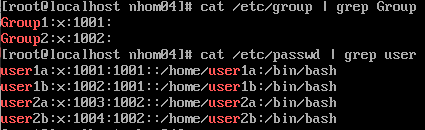 [root@localhost nhom04]# cat /etc/group | grep Group
Group1:x:1001:
Group2:x:1002:
[root@localhost nhom04]# cat /etc/passwd | grep user
user1a:x:1001:1001::/home/user1a:/bin/bash
user1b:x:1002:1001::/home/user1b:/bin/bash
user2a:x:1003:1002::/home/user2a:/bin/bash
user2b:x:1004:1002::/home/user2b:/bin/bash